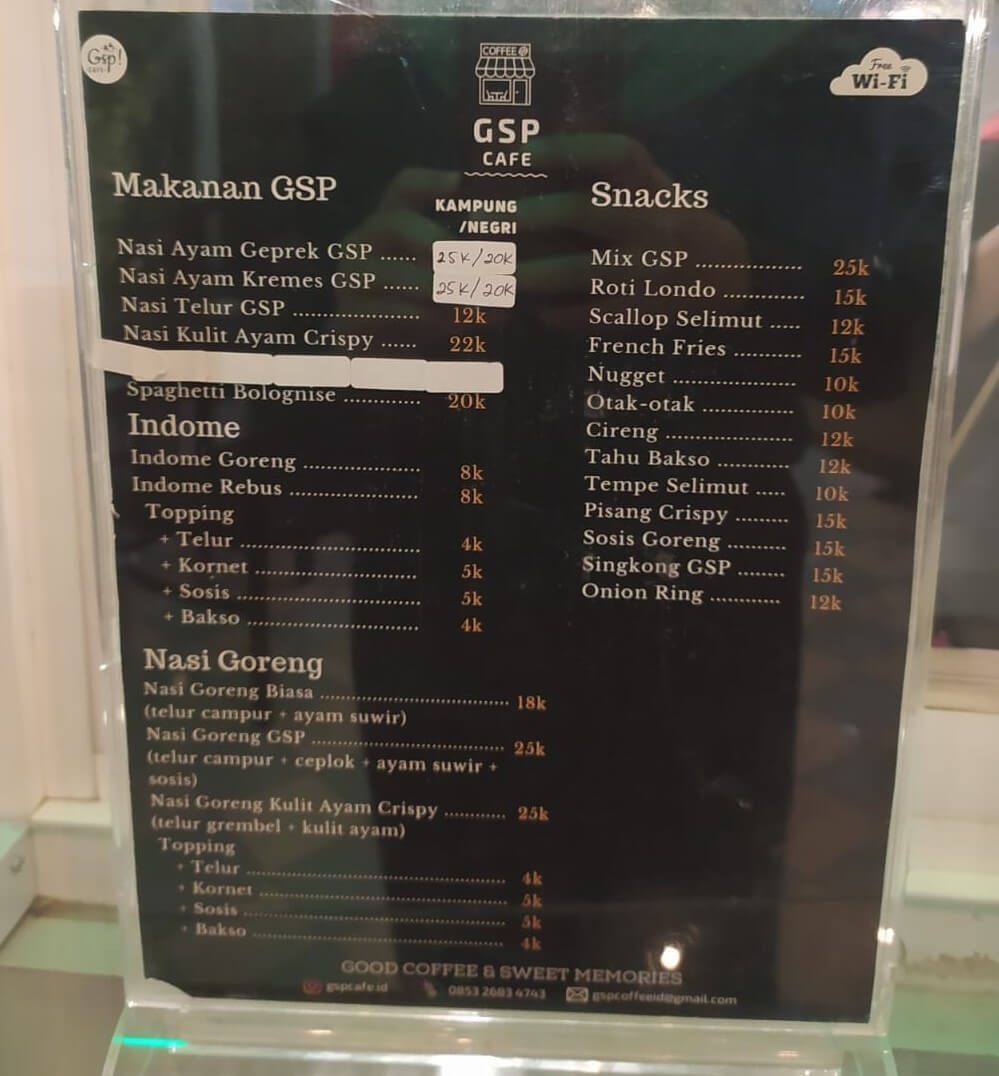 Gsp!
CAFE
COFFEE
GSP
CAFE
Free
Wi-Fi
Makanan GSP
KAMPUNG
/NEGRI
Nasi Ayam Geprek GSP ...... 25K/20K
Nasi Ayam Kremes GSP ...... 25K/20K
Nasi Telur GSP ...................... 12k
Nasi Kulit Ayam Crispy ...... 22k
Spaghetti Bolognise ............. 20k
Indome
Indome Goreng .................... 8k
Indome Rebus ...................... 8k
Topping
+ Telur .............................. 4k
+ Kornet ........................... 5k
+ Sosis ............................... 5k
+ Bakso ............................. 4k
Nasi Goreng
Nasi Goreng Biasa ................................ 18k
(telur campur + ayam suwir)
Nasi Goreng GSP ................................. 25k
(telur campur + ceplok + ayam suwir +
sosis)
Nasi Goreng Kulit Ayam Crispy .......... 25k
(telur grembel + kulit ayam)
Topping
+ Telur ............................................ 4k
+ Kornet .......................................... 5k
+ Sosis ............................................. 5k
+ Bakso ........................................... 4k
Snacks
Mix GSP .................. 25k
Roti Londo ............. 15k
Scallop Selimut ..... 12k
French Fries ........... 15k
Nugget .................... 10k
Otak-otak ............... 10k
Cireng ..................... 12k
Tahu Bakso ............ 12k
Tempe Selimut ..... 10k
Pisang Crispy ......... 15k
Sosis Goreng .......... 15k
Singkong GSP ........ 15k
Onion Ring ............ 12k
GOOD COFFEE & SWEET MEMORIES
gspcafe.id 0853 2683 4743 gspcoffeeid@gmail.com